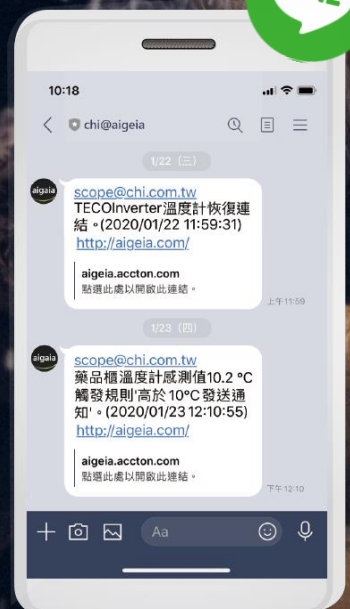 10:18
chi@aigeia
1/22 (三)
aigaia
scope@chi.com.tw
TECOInverter溫度計恢復連
結。(2020/01/22 11:59:31)
http://aigeia.com/
aigeia.accton.com
點選此處以開啟此連結。
上午11:59
1/23 (四)
aigaia
scope@chi.com.tw
藥品櫃溫度計感測值10.2 °C
觸發規則'高於 10°C 發送通
知'。(2020/01/23 12:10:55)
http://aigeia.com/
aigeia.accton.com
點選此處以開啟此連結。
下午12:10
Aa